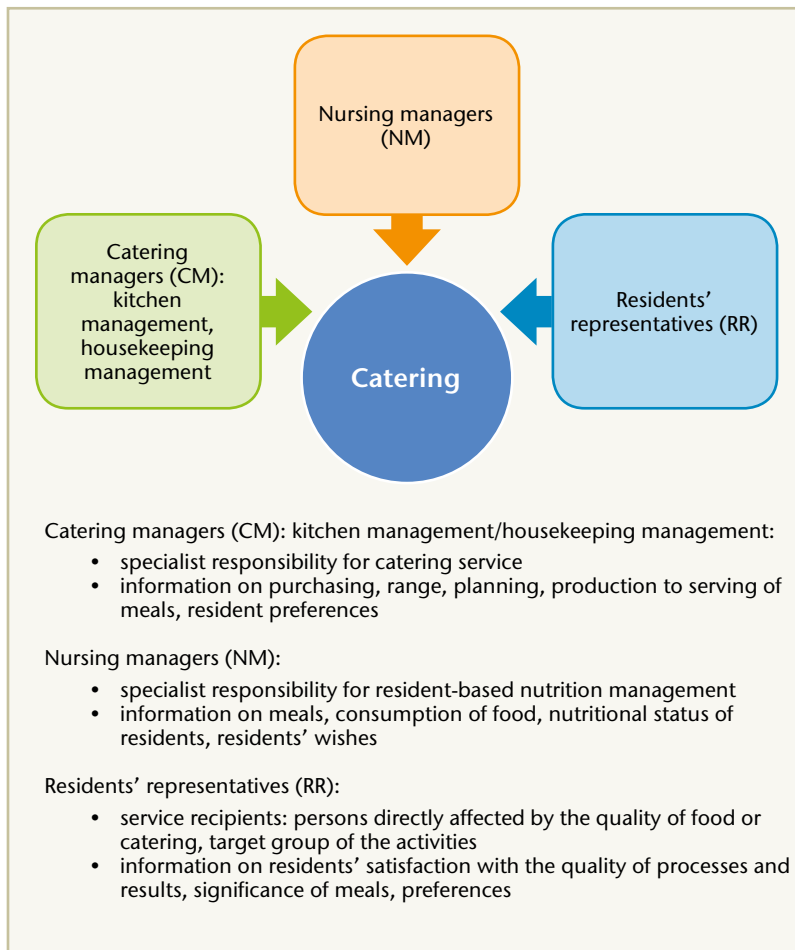 Nursing managers
(NM)
Catering
managers (CM):
kitchen
management,
housekeeping
management
Residents’
representatives (RR)
Catering
Catering managers (CM): kitchen management/housekeeping management:
• specialist responsibility for catering service
• information on purchasing, range, planning, production to serving of
meals, resident preferences
Nursing managers (NM):
• specialist responsibility for resident-based nutrition management
• information on meals, consumption of food, nutritional status of
residents, residents’ wishes
Residents’ representatives (RR):
• service recipients: persons directly affected by the quality of food or
catering, target group of the activities
• information on residents’ satisfaction with the quality of processes and
results, significance of meals, preferences